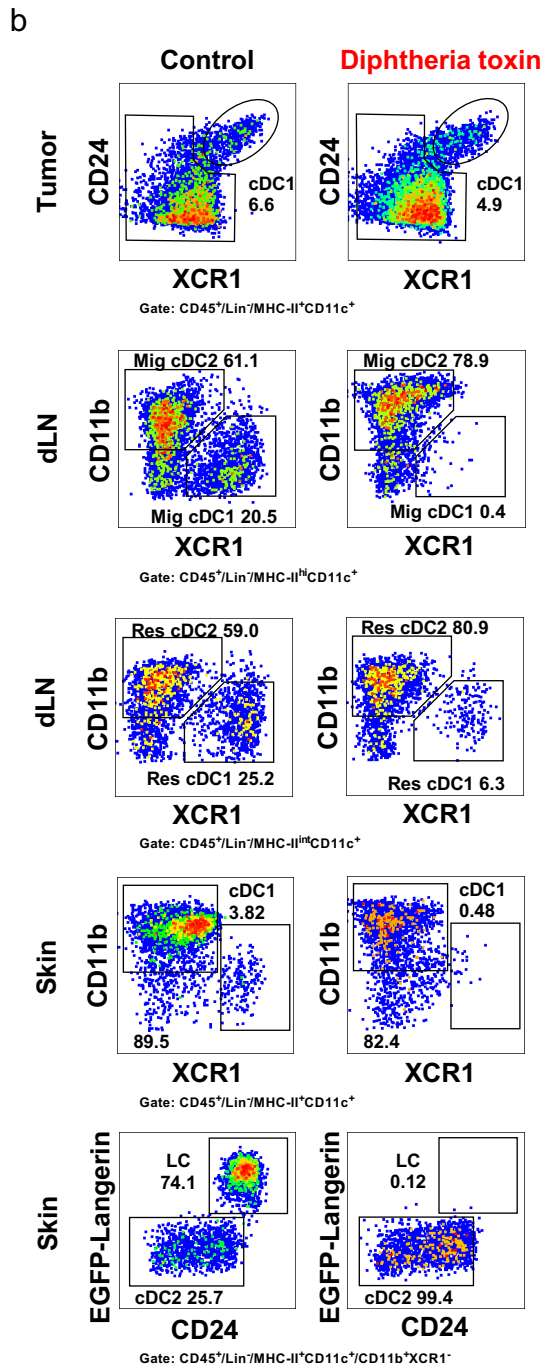 b
Control Diphtheria toxin
Tumor
CD24
cDC1
6.6
XCR1
CD24
cDC1
4.9
XCR1
Gate: CD45⁺/Lin⁻/MHC-II⁺CD11c⁺
dLN
CD11b
Mig cDC2 61.1
Mig cDC1 20.5
XCR1
CD11b
Mig cDC2 78.9
Mig cDC1 0.4
XCR1
Gate: CD45⁺/Lin⁻/MHC-IIʰⁱCD11c⁺
dLN
CD11b
Res cDC2 59.0
Res cDC1 25.2
XCR1
CD11b
Res cDC2 80.9
Res cDC1 6.3
XCR1
Gate: CD45⁺/Lin⁻/MHC-IIⁱⁿᵗCD11c⁺
Skin
CD11b
cDC1
3.82
89.5
XCR1
CD11b
cDC1
0.48
82.4
XCR1
Gate: CD45⁺/Lin⁻/MHC-II⁺CD11c⁺
Skin
EGFP-Langerin
LC
74.1
cDC2 25.7
CD24
EGFP-Langerin
LC
0.12
cDC2 99.4
CD24
Gate: CD45⁺/Lin⁻/MHC-II⁺CD11c⁺/CD11b⁺XCR1⁻